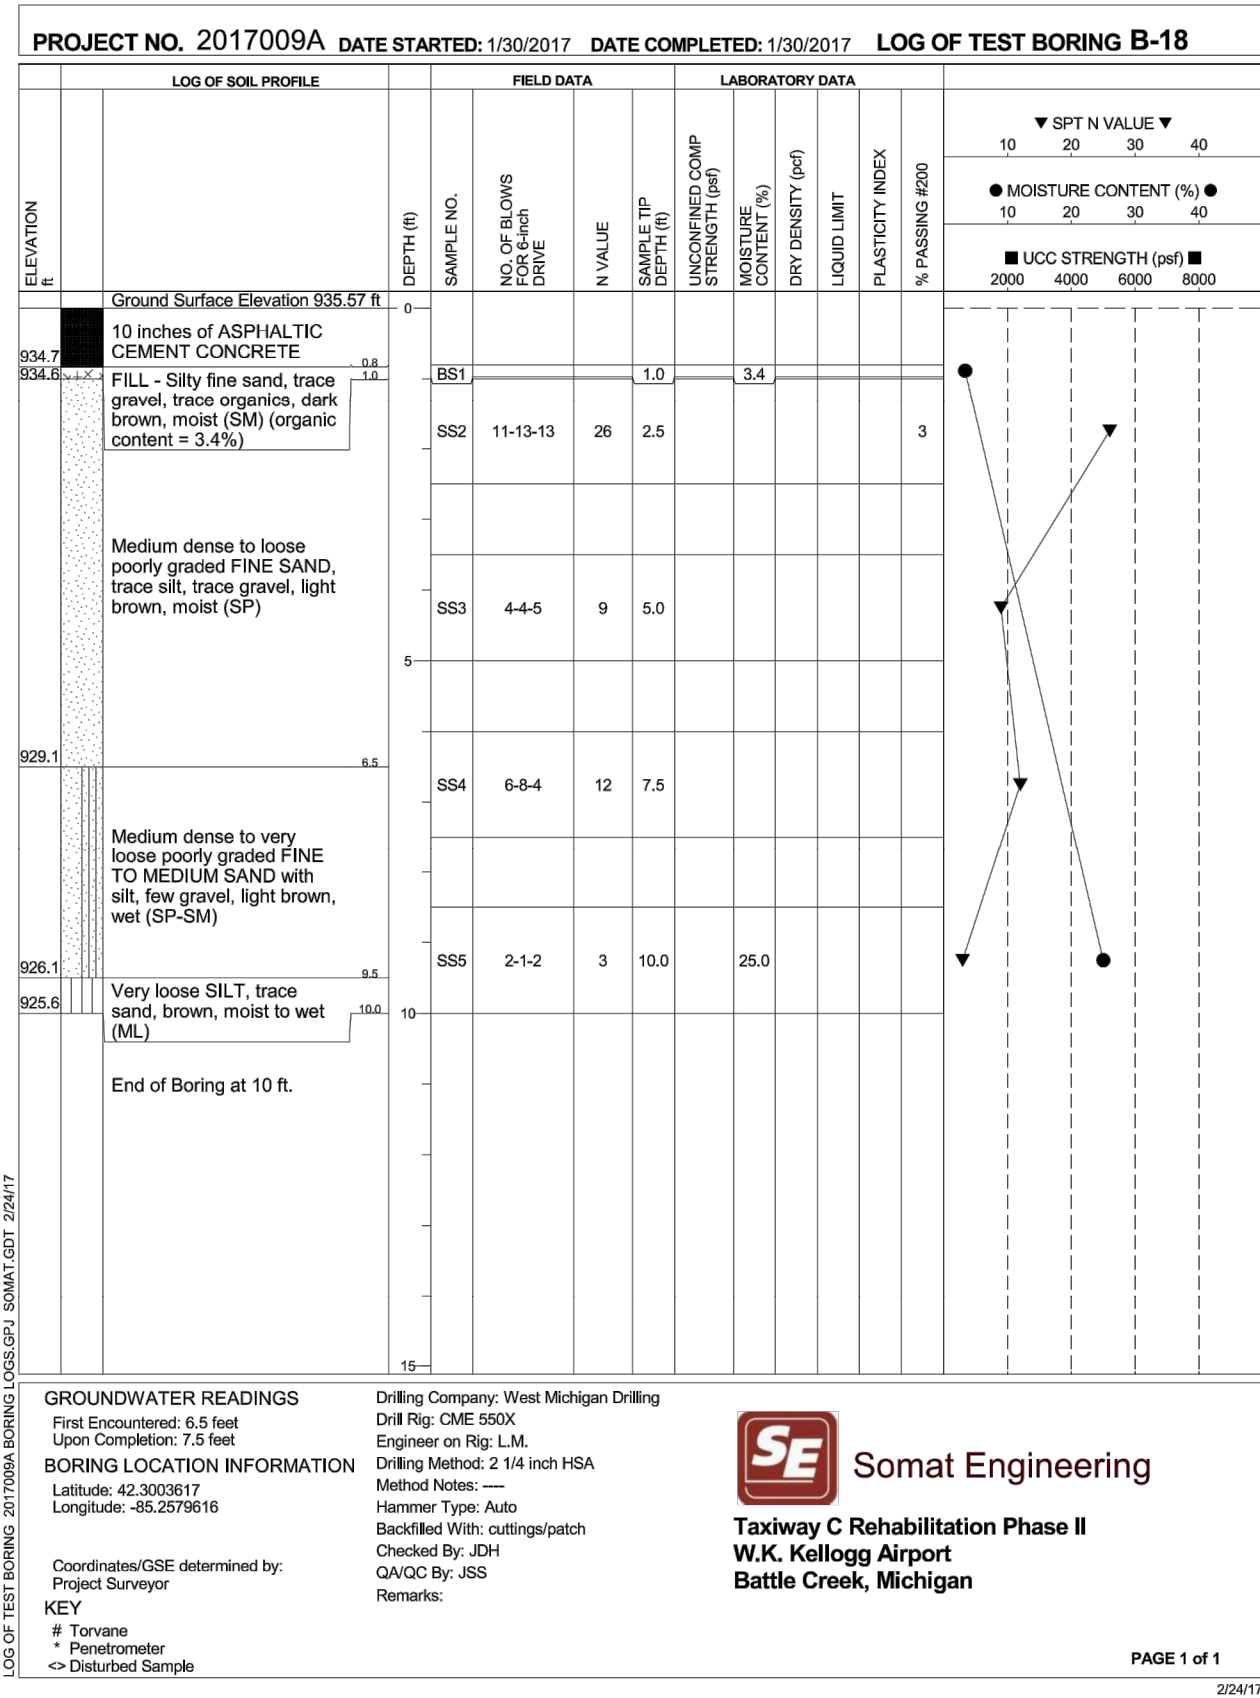 PROJECT NO. 2017009A DATE STARTED: 1/30/2017 DATE COMPLETED: 1/30/2017 LOG OF TEST BORING B-18
LOG OF SOIL PROFILE FIELD DATA LABORATORY DATA
ELEVATION
ft
DEPTH (ft)
SAMPLE NO.
NO. OF BLOWS
FOR 6-inch
DRIVE
N VALUE
SAMPLE TIP
DEPTH (ft)
UNCONFINED COMP
STRENGTH (psf)
MOISTURE
CONTENT (%)
DRY DENSITY (pcf)
LIQUID LIMIT
PLASTICITY INDEX
% PASSING #200
▼ SPT N VALUE ▼
10 20 30 40
● MOISTURE CONTENT (%) ●
10 20 30 40
■ UCC STRENGTH (psf) ■
2000 4000 6000 8000
Ground Surface Elevation 935.57 ft
0
10 inches of ASPHALTIC
CEMENT CONCRETE
934.7 0.8
934.6 1.0
BS1 1.0 3.4
FILL - Silty fine sand, trace
gravel, trace organics, dark
brown, moist (SM) (organic
content = 3.4%)
SS2 11-13-13 26 2.5 3
Medium dense to loose
poorly graded FINE SAND,
trace silt, trace gravel, light
brown, moist (SP)
SS3 4-4-5 9 5.0
5
929.1 6.5
SS4 6-8-4 12 7.5
Medium dense to very
loose poorly graded FINE
TO MEDIUM SAND with
silt, few gravel, light brown,
wet (SP-SM)
SS5 2-1-2 3 10.0 25.0
926.1 9.5
Very loose SILT, trace
sand, brown, moist to wet
(ML)
925.6 10.0
10
End of Boring at 10 ft.
15
GROUNDWATER READINGS
First Encountered: 6.5 feet
Upon Completion: 7.5 feet
BORING LOCATION INFORMATION
Latitude: 42.3003617
Longitude: -85.2579616
Coordinates/GSE determined by:
Project Surveyor
KEY
# Torvane
* Penetrometer
<> Disturbed Sample
Drilling Company: West Michigan Drilling
Drill Rig: CME 550X
Engineer on Rig: L.M.
Drilling Method: 2 1/4 inch HSA
Method Notes: ----
Hammer Type: Auto
Backfilled With: cuttings/patch
Checked By: JDH
QA/QC By: JSS
Remarks:
SE
Somat Engineering
Taxiway C Rehabilitation Phase II
W.K. Kellogg Airport
Battle Creek, Michigan
PAGE 1 of 1
2/24/17
LOG OF TEST BORING 2017009A BORING LOGS.GPJ SOMAT.GDT 2/24/17